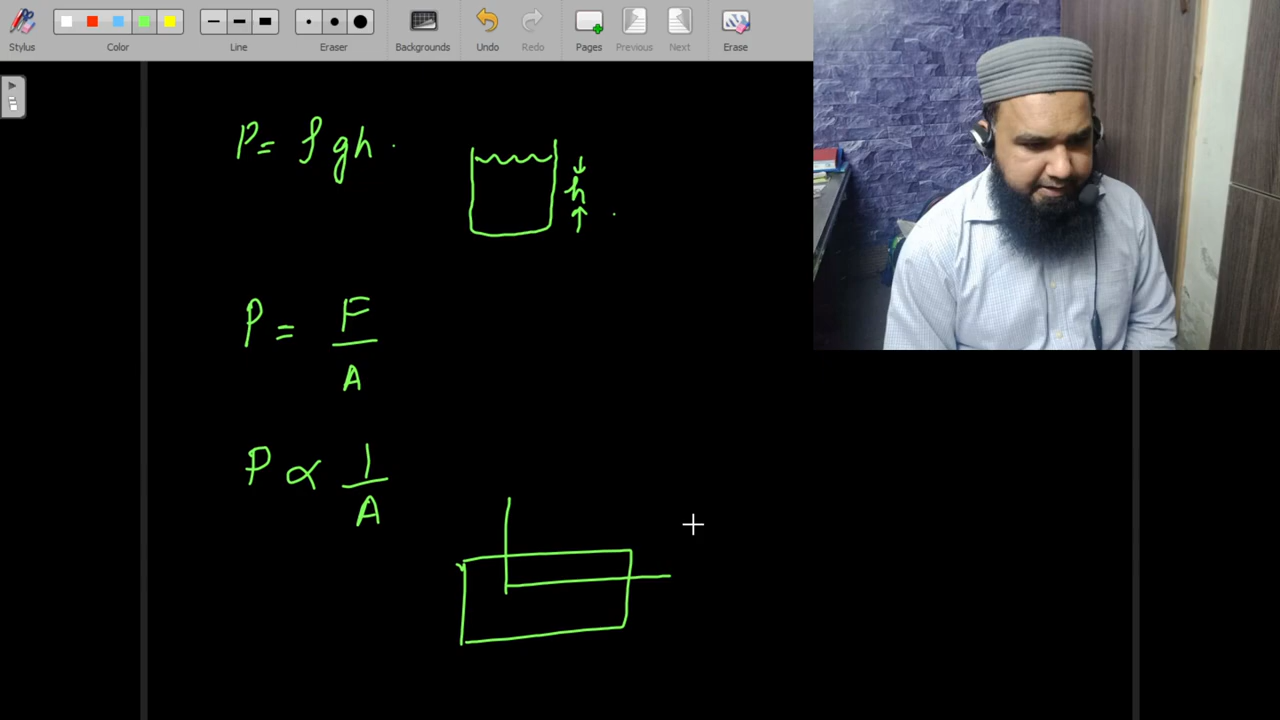 Stylus Color Line Eraser Backgrounds Undo Redo Pages Previous Next Erase
P = ρgh.
h
P = F/A
P ∝ 1/A